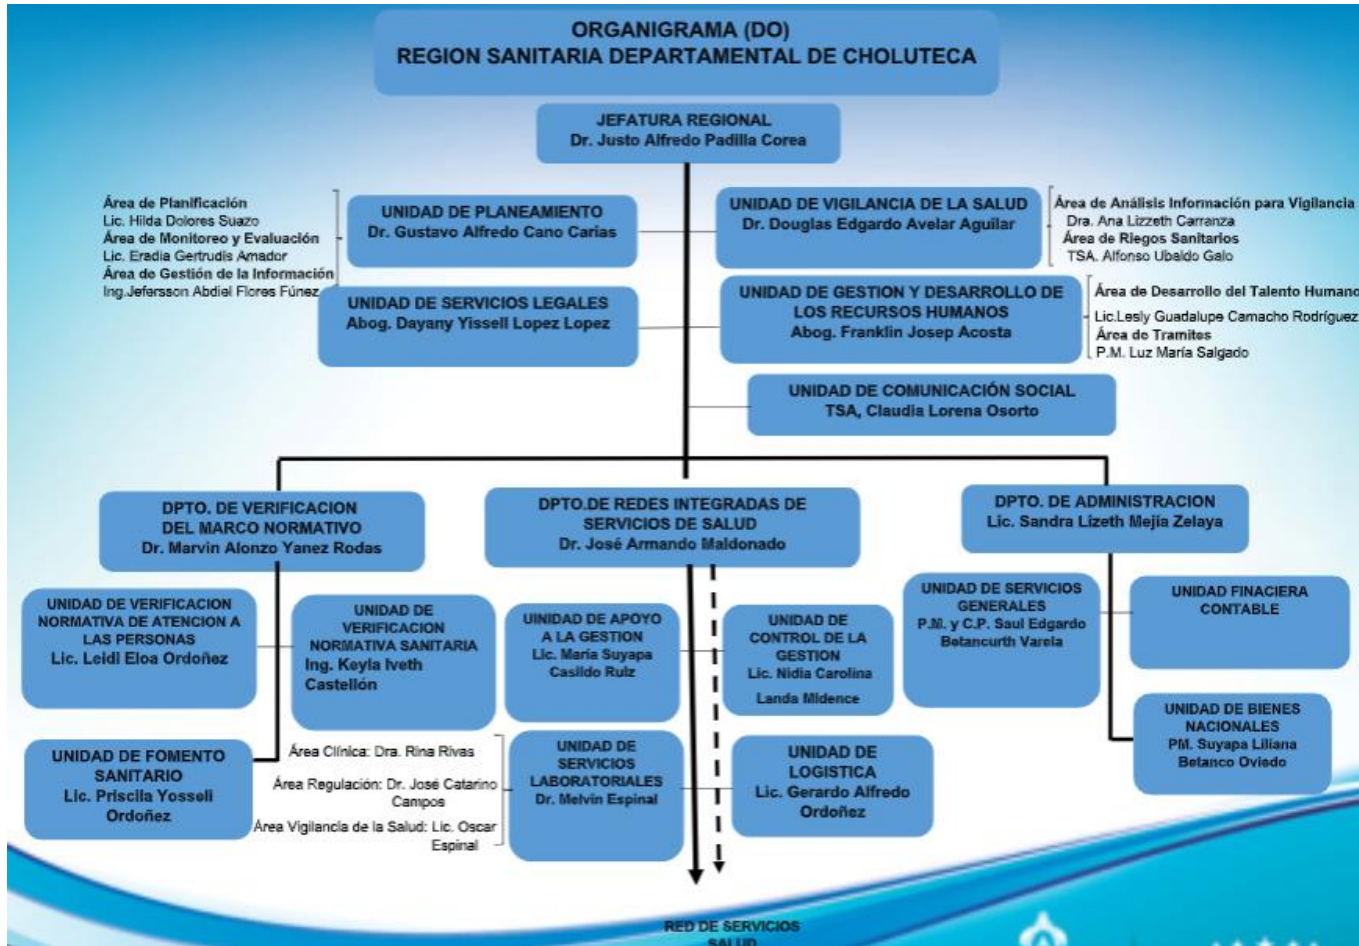 ORGANIGRAMA (DO)
REGION SANITARIA DEPARTAMENTAL DE CHOLUTECA
JEFATURA REGIONAL
Dr. Justo Alfredo Padilla Corea
Área de Planificación
Lic. Hilda Dolores Suazo
Área de Monitoreo y Evaluación
Lic. Eradia Gertrudis Amador
Área de Gestión de la Información
Ing.Jefersson Abdiel Flores Fúnez
UNIDAD DE PLANEAMIENTO
Dr. Gustavo Alfredo Cano Carias
UNIDAD DE VIGILANCIA DE LA SALUD
Dr. Douglas Edgardo Avelar Aguilar
Área de Análisis Información para Vigilancia
Dra. Ana Lizzeth Carranza
Área de Riegos Sanitarios
TSA. Alfonso Ubaldo Galo
UNIDAD DE SERVICIOS LEGALES
Abog. Dayany Yissell Lopez Lopez
UNIDAD DE GESTION Y DESARROLLO DE
LOS RECURSOS HUMANOS
Abog. Franklin Josep Acosta
Área de Desarrollo del Talento Humano
Lic.Lesly Guadalupe Camacho Rodríguez
Área de Tramites
P.M. Luz María Salgado
UNIDAD DE COMUNICACIÓN SOCIAL
TSA, Claudia Lorena Osorto
DPTO. DE VERIFICACION
DEL MARCO NORMATIVO
Dr. Marvin Alonzo Yanez Rodas
DPTO.DE REDES INTEGRADAS DE
SERVICIOS DE SALUD
Dr. José Armando Maldonado
DPTO. DE ADMINISTRACION
Lic. Sandra Lizeth Mejía Zelaya
UNIDAD DE VERIFICACION
NORMATIVA DE ATENCION A
LAS PERSONAS
Lic. Leidi Eloa Ordoñez
UNIDAD DE
VERIFICACION
NORMATIVA SANITARIA
Ing. Keyla Iveth
Castellón
UINIDAD DE APOYO
A LA GESTION
Lic. María Suyapa
Casildo Ruiz
UNIDAD DE
CONTROL DE LA
GESTION
Lic. Nidia Carolina
Landa Midence
UNIDAD DE SERVICIOS
GENERALES
P.M. y C.P. Saul Edgardo
Betancurth Varela
UNIDAD FINACIERA
CONTABLE
UNIDAD DE FOMENTO
SANITARIO
Lic. Priscila Yosseli
Ordoñez
Área Clínica: Dra. Rina Rivas
Área Regulación: Dr. José Catarino
Campos
Área Vigilancia de la Salud: Lic. Oscar
Espinal
UNIDAD DE
SERVICIOS
LABORATORIALES
Dr. Melvin Espinal
UNIDAD DE
LOGISTICA
Lic. Gerardo Alfredo
Ordoñez
UNIDAD DE BIENES
NACIONALES
PM. Suyapa Liliana
Betanco Oviedo
RED DE SERVICIOS
SALUD